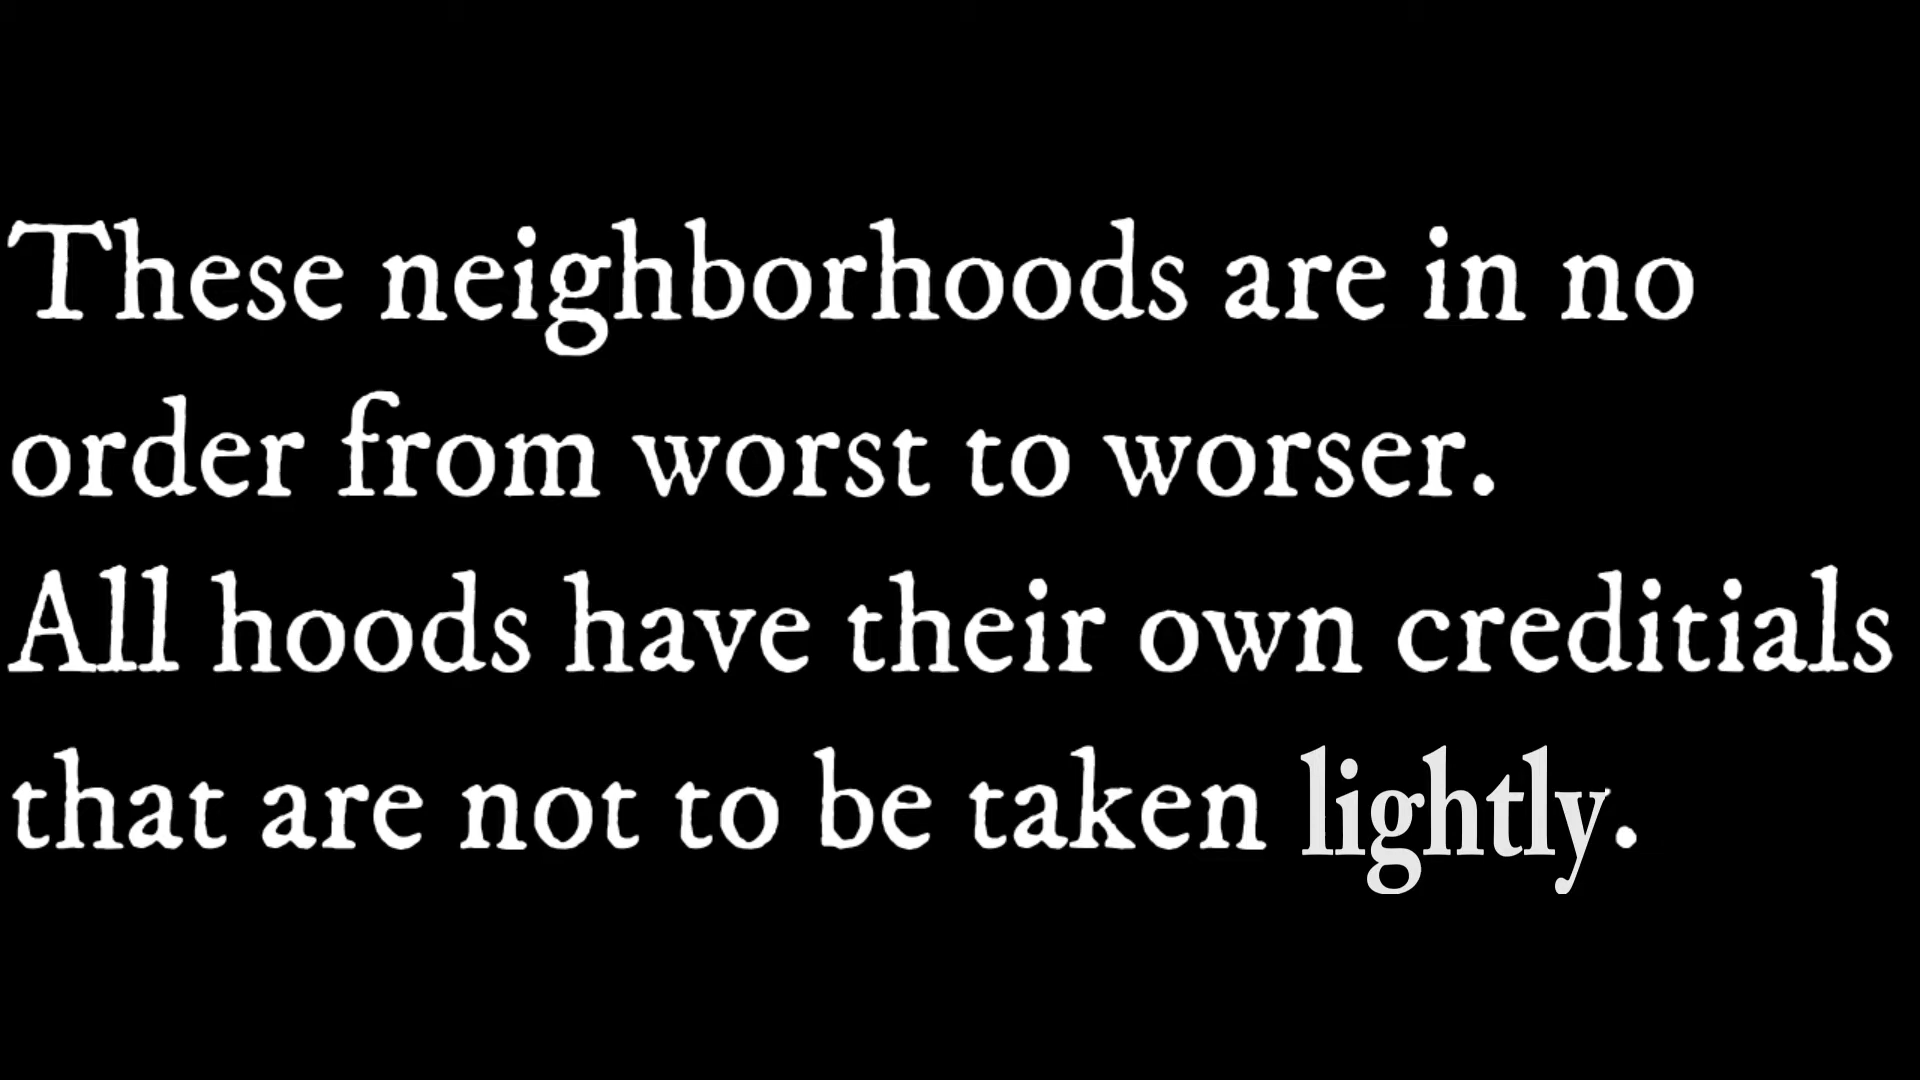 These neighborhoods are in no
order from worst to worser.
All hoods have their own creditials
that are not to be taken lightly.